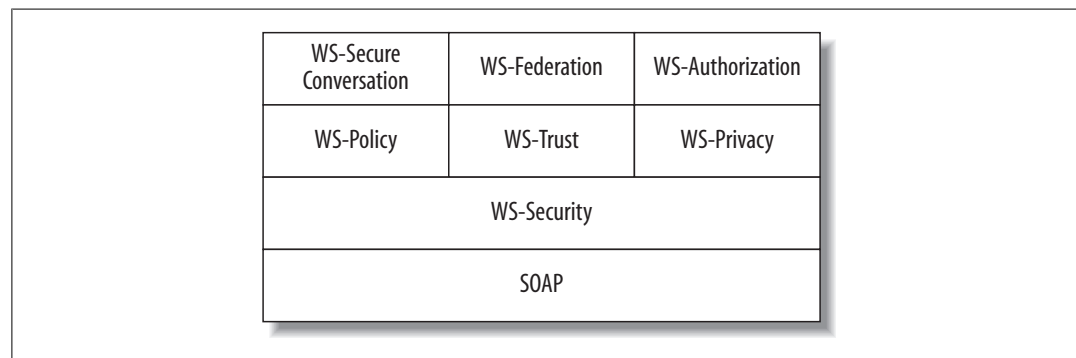 WS-Secure
Conversation
WS-Federation
WS-Authorization
WS-Policy
WS-Trust
WS-Privacy
WS-Security
SOAP